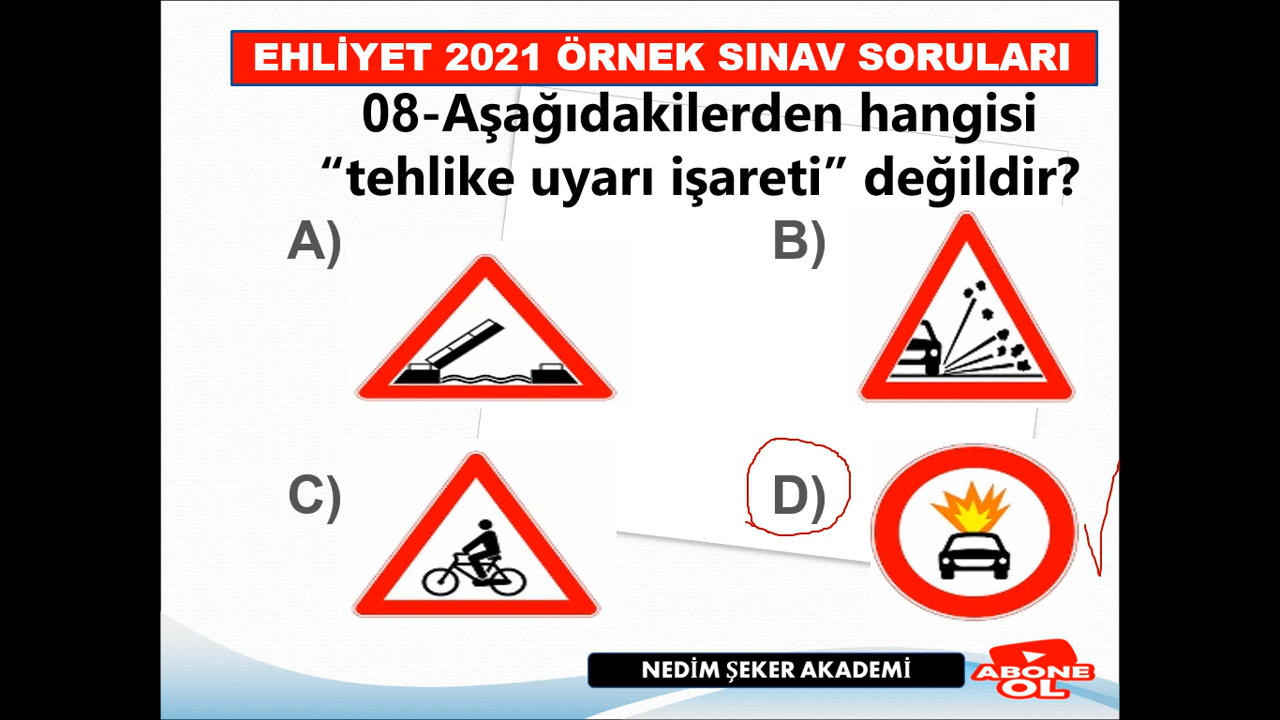 EHLİYET 2021 ÖRNEK SINAV SORULARI
08-Aşağıdakilerden hangisi
“tehlike uyarı işareti” değildir?
A)
B)
C)
D)
NEDİM ŞEKER AKADEMİ
ABONE
OL